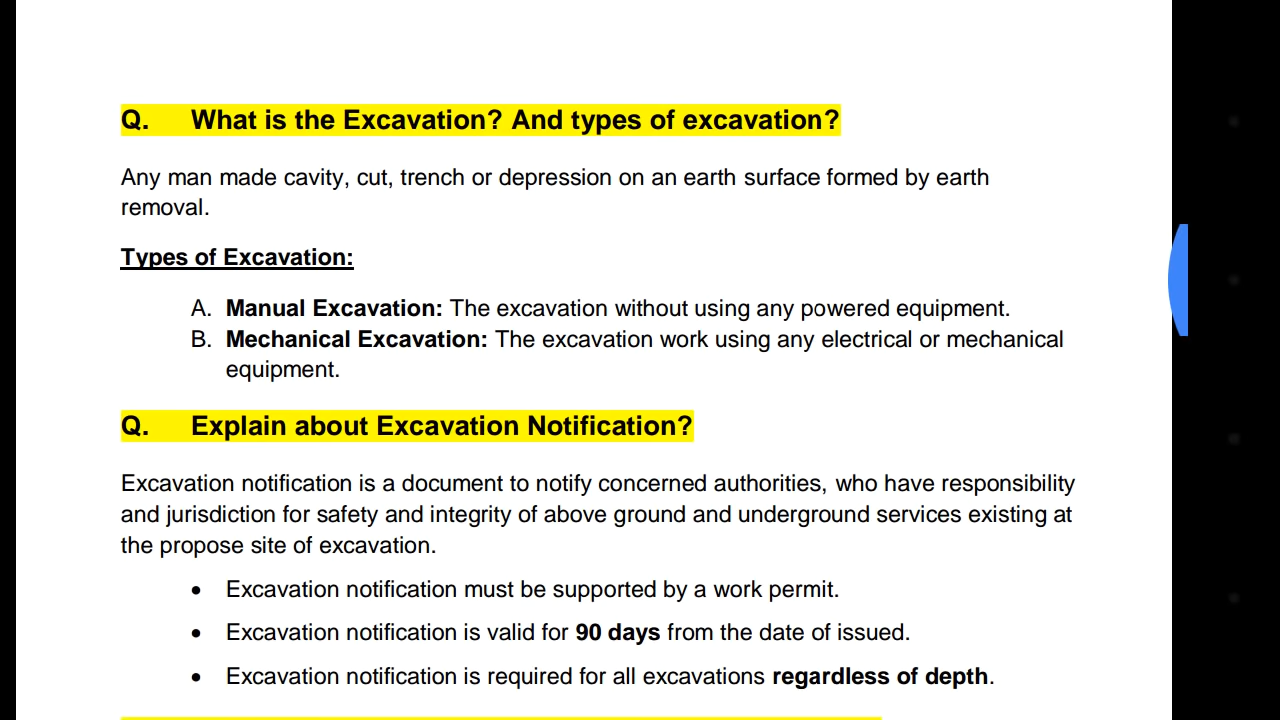 Q. What is the Excavation? And types of excavation?
Any man made cavity, cut, trench or depression on an earth surface formed by earth
removal.
Types of Excavation:
A. Manual Excavation: The excavation without using any powered equipment.
B. Mechanical Excavation: The excavation work using any electrical or mechanical
equipment.
Q. Explain about Excavation Notification?
Excavation notification is a document to notify concerned authorities, who have responsibility
and jurisdiction for safety and integrity of above ground and underground services existing at
the propose site of excavation.
• Excavation notification must be supported by a work permit.
• Excavation notification is valid for 90 days from the date of issued.
• Excavation notification is required for all excavations regardless of depth.